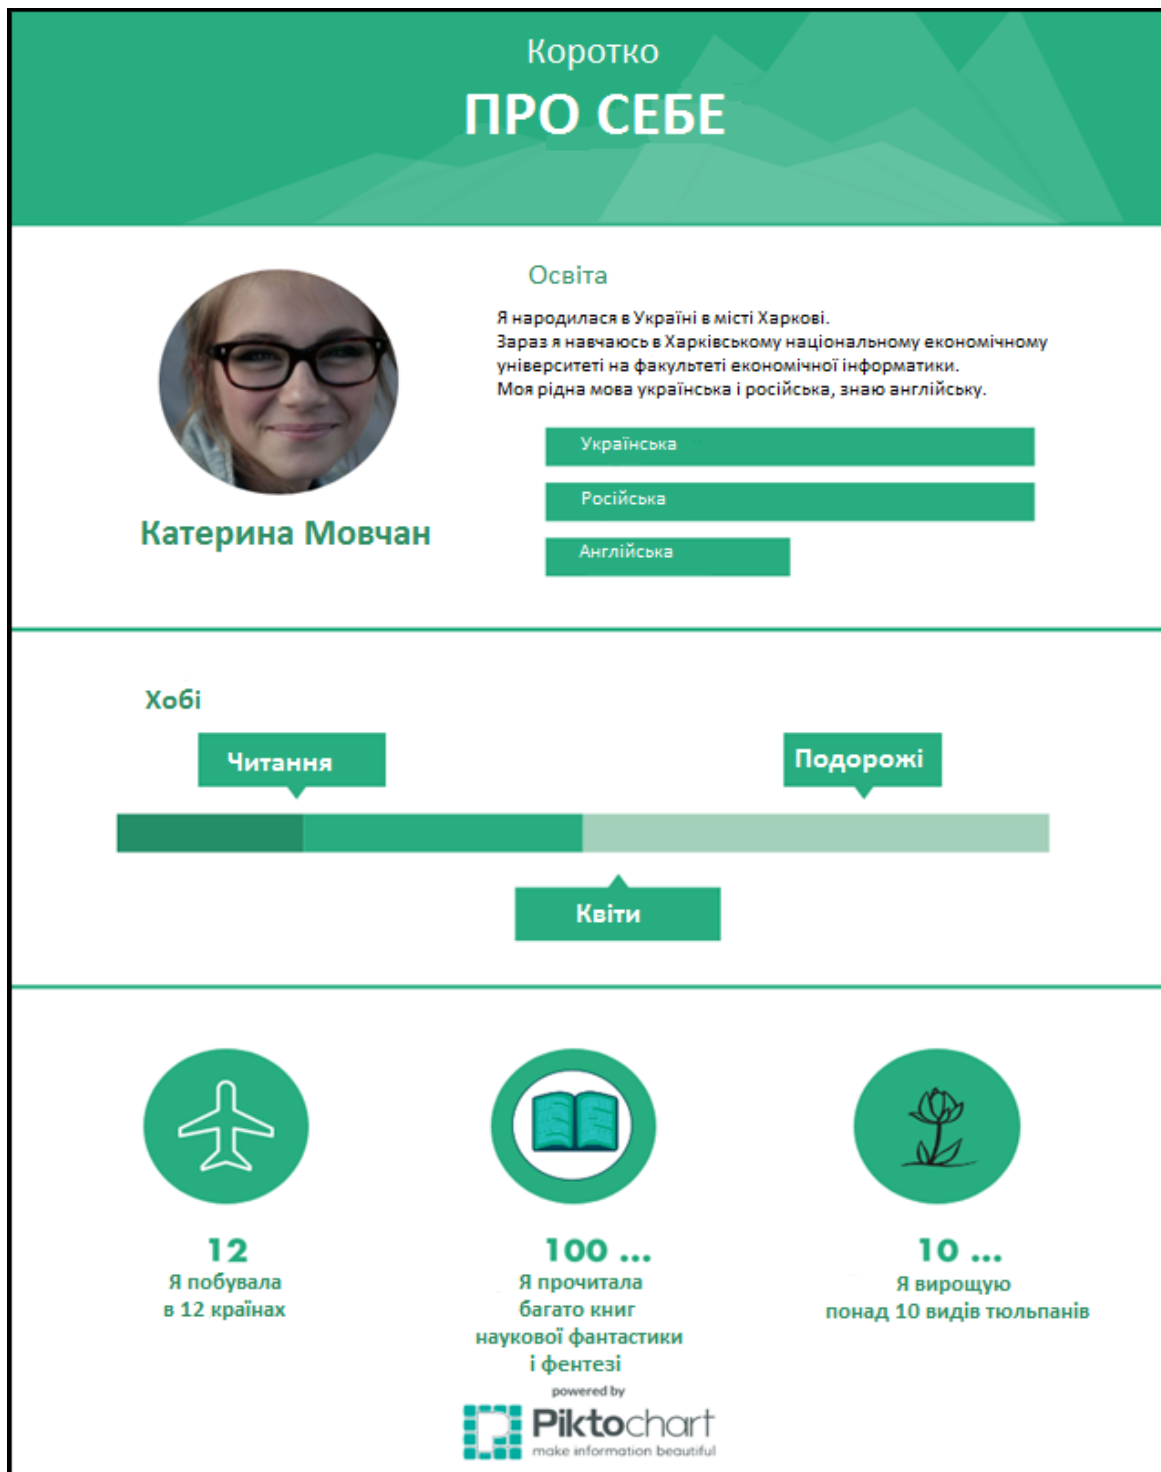 Коротко
ПРО СЕБЕ
Освіта
Я народилася в Україні в місті Харкові.
Зараз я навчаюсь в Харківському національному економічному
університеті на факультеті економічної інформатики.
Моя рідна мова українська і російська, знаю англійську.
Українська
Російська
Англійська
Катерина Мовчан
Хобі
Читання
Подорожі
Квіти
12
Я побувала
в 12 країнах
100 ...
Я прочитала
багато книг
наукової фантастики
і фентезі
10 ...
Я вирощую
понад 10 видів тюльпанів
powered by
Piktochart
make information beautiful